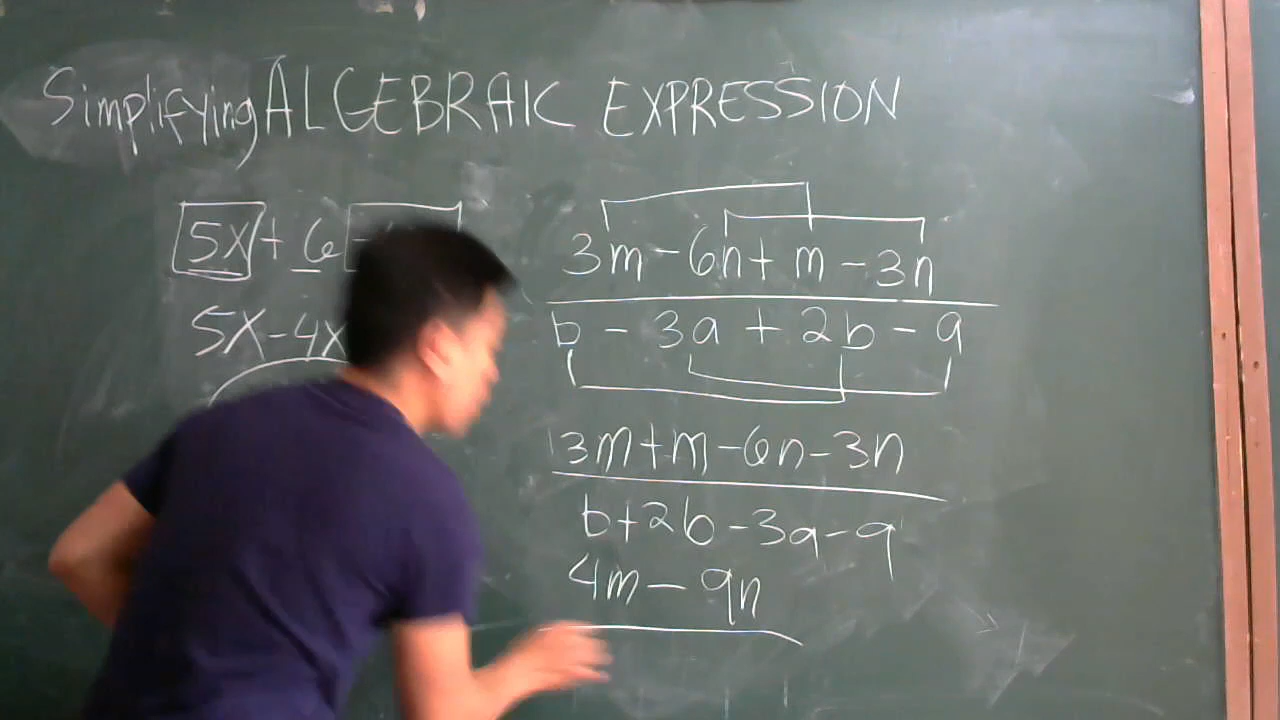 Simplifying ALGEBRAIC EXPRESSION
5x + 6 -
5x - 4x
3m - 6n + m - 3n
b - 3a + 2b - a
3m + m - 6n - 3n
b + 2b - 3a - a
4m - 9n